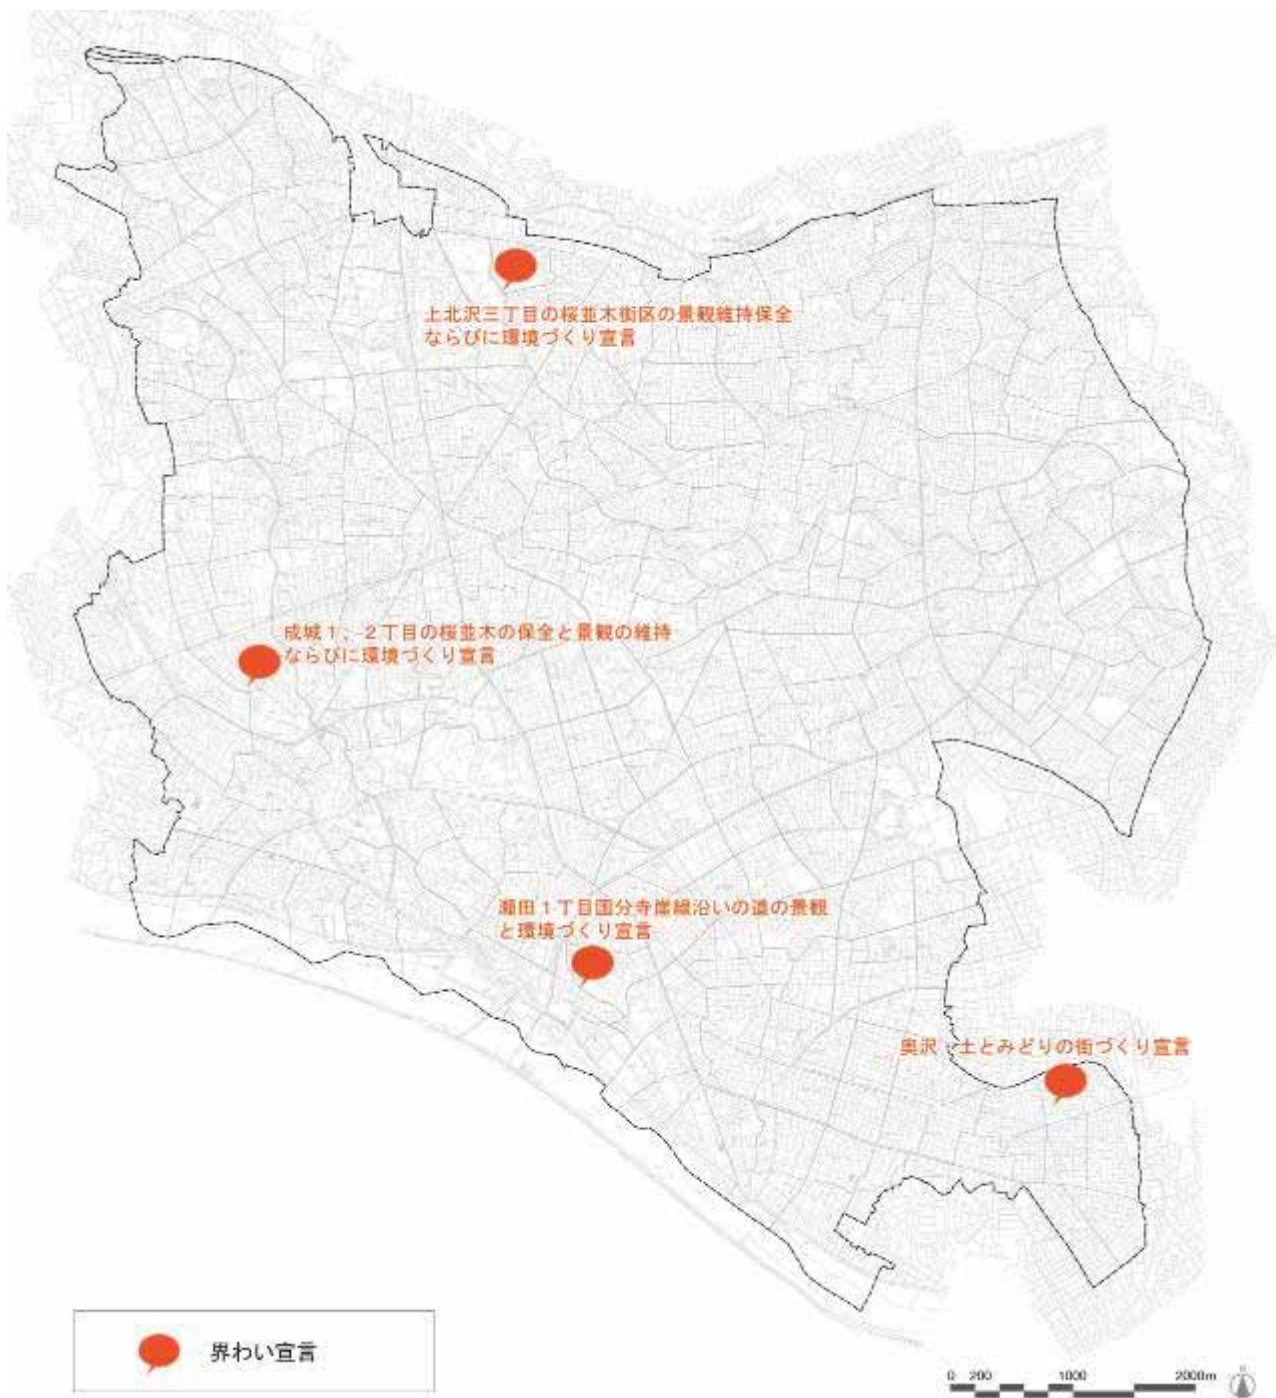 上北沢三丁目の桜並木街区の景観維持保全
ならびに環境づくり宣言
成城1、2丁目の桜並木の保全と景観の維持
ならびに環境づくり宣言
瀬田1丁目国分寺崖線沿いの道の景観
と環境づくり宣言
奥沢・土とみどりの街づくり宣言
界わい宣言
0 200 1000 2000m